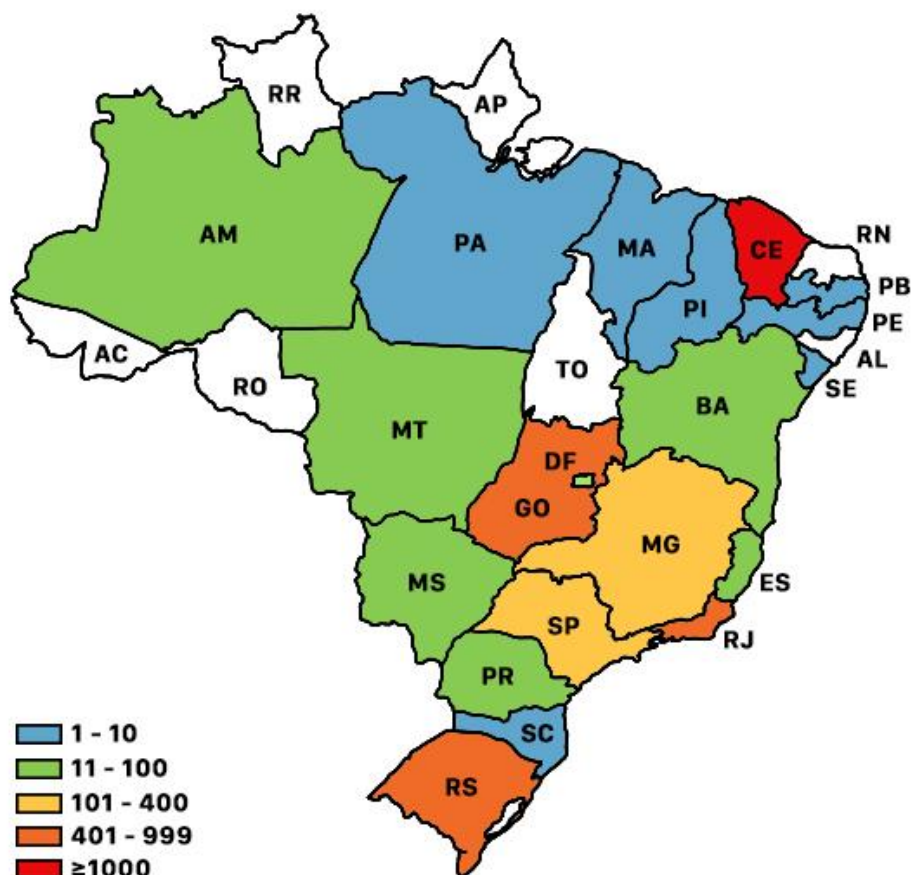 RR
AP
AM
PA
MA
CE
RN
PI
PB
PE
AC
RO
TO
AL
SE
BA
MT
DF
GO
MG
MS
ES
SP
RJ
PR
SC
RS
1 - 10
11 - 100
101 - 400
401 - 999
≥1000